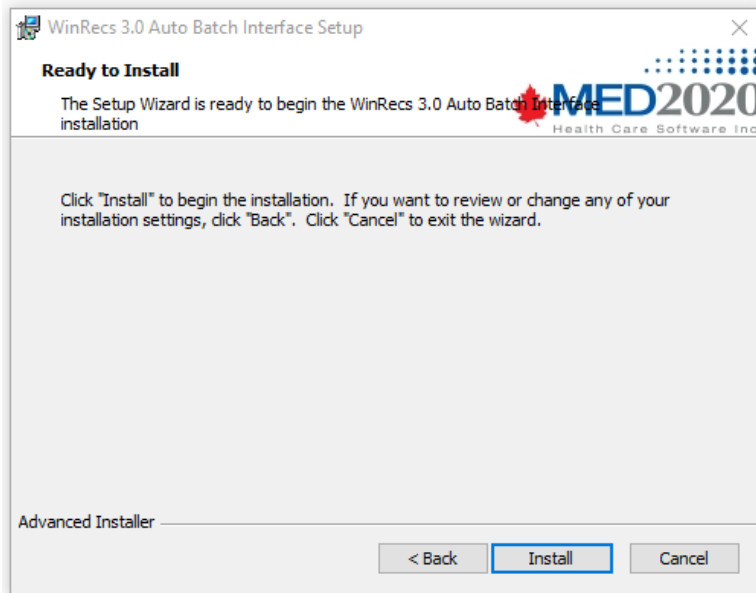 WinRecs 3.0 Auto Batch Interface Setup
Ready to Install
The Setup Wizard is ready to begin the WinRecs 3.0 Auto Batch Interface
installation
MED2020
Health Care Software Inc
Click "Install" to begin the installation.  If you want to review or change any of your
installation settings, click "Back".  Click "Cancel" to exit the wizard.
Advanced Installer
< Back
Install
Cancel